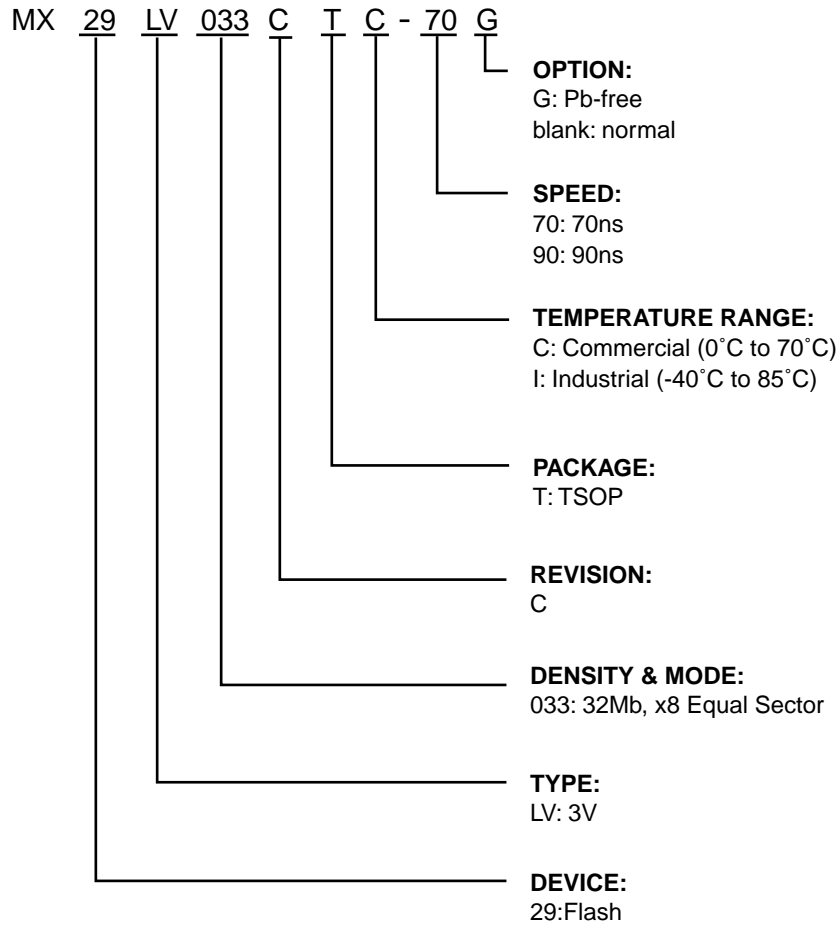 MX 29 LV 033 C T C - 70 G
OPTION:
G: Pb-free
blank: normal
SPEED:
70: 70ns
90: 90ns
TEMPERATURE RANGE:
C: Commercial (0˚C to 70˚C)
I: Industrial (-40˚C to 85˚C)
PACKAGE:
T: TSOP
REVISION:
C
DENSITY & MODE:
033: 32Mb, x8 Equal Sector
TYPE:
LV: 3V
DEVICE:
29:Flash